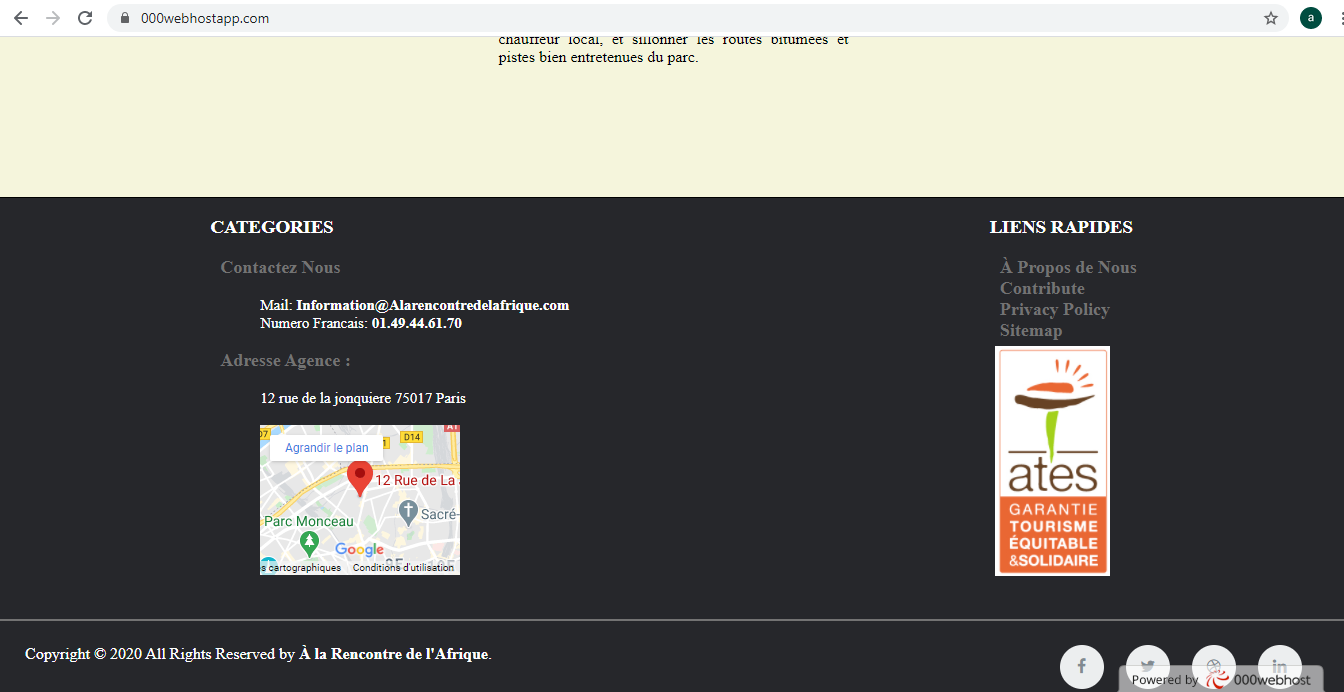 000webhostapp.com
a
chauffeur local, et sillonner les routes bitumées et
pistes bien entretenues du parc.
CATEGORIES
Contactez Nous
Mail: Information@Alarencontredelafrique.com
Numero Francais: 01.49.44.61.70
Adresse Agence :
12 rue de la jonquiere 75017 Paris
D7
A1
D14
Agrandir le plan
1
12 Rue de La
Sacré-
Parc Monceau
Google
s cartographiques
Conditions d'utilisation
LIENS RAPIDES
À Propos de Nous
Contribute
Privacy Policy
Sitemap
ates
GARANTIE
TOURISME
ÉQUITABLE
&SOLIDAIRE
Copyright © 2020 All Rights Reserved by À la Rencontre de l'Afrique.
f
in
Powered by 000webhost